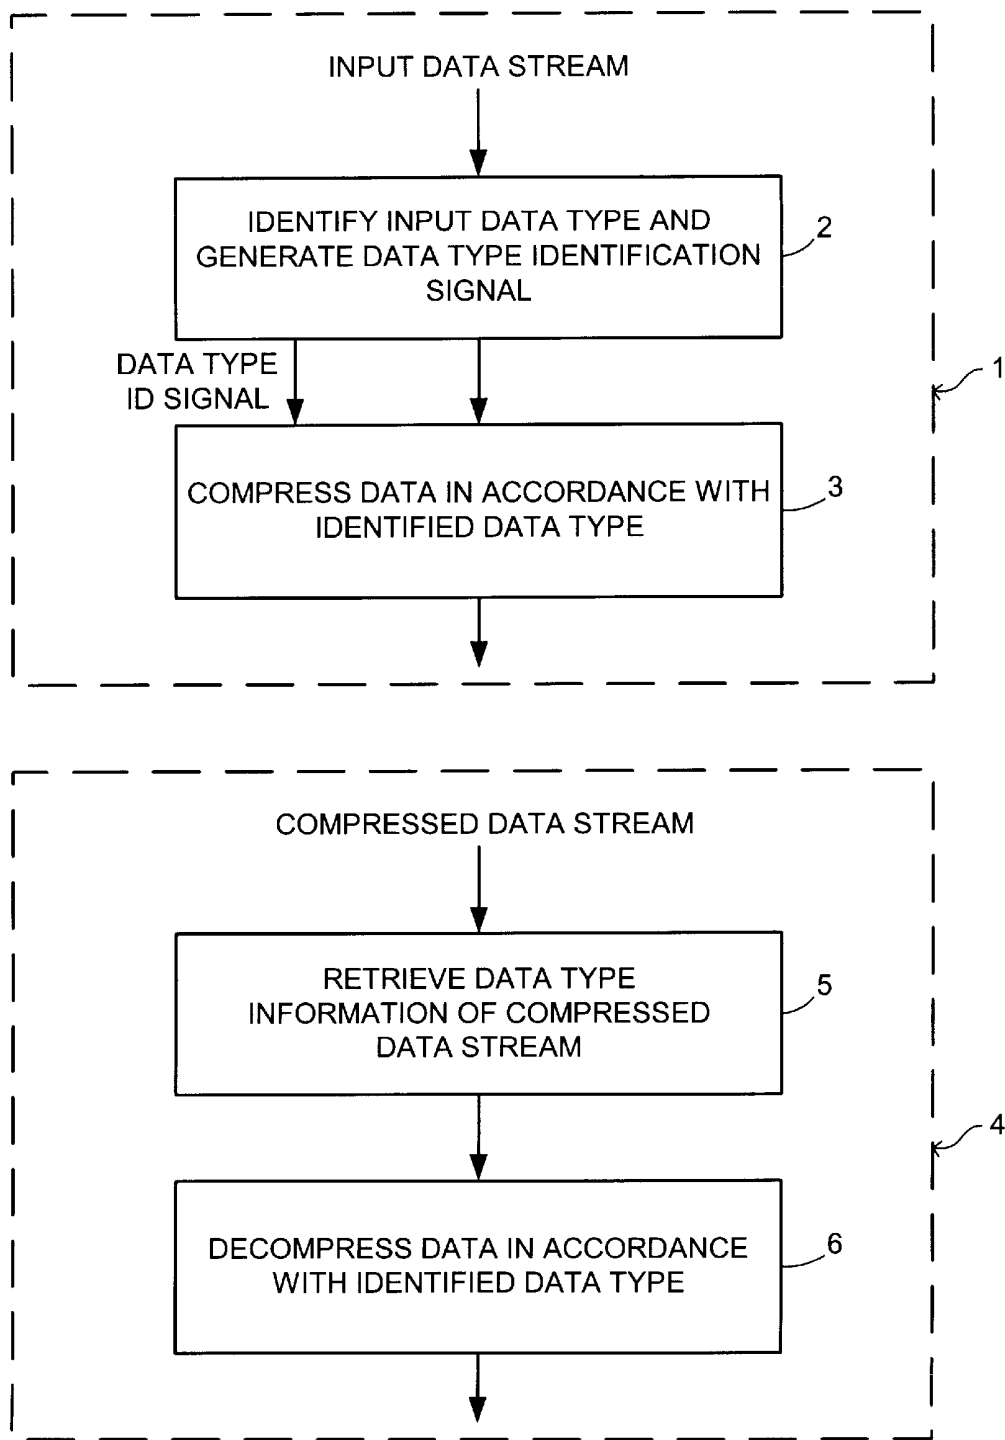 INPUT DATA STREAM
IDENTIFY INPUT DATA TYPE AND
GENERATE DATA TYPE IDENTIFICATION
SIGNAL
2
DATA TYPE
ID SIGNAL
1
COMPRESS DATA IN ACCORDANCE WITH
IDENTIFIED DATA TYPE
3
COMPRESSED DATA STREAM
RETRIEVE DATA TYPE
INFORMATION OF COMPRESSED
DATA STREAM
5
4
DECOMPRESS DATA IN ACCORDANCE
WITH IDENTIFIED DATA TYPE
6